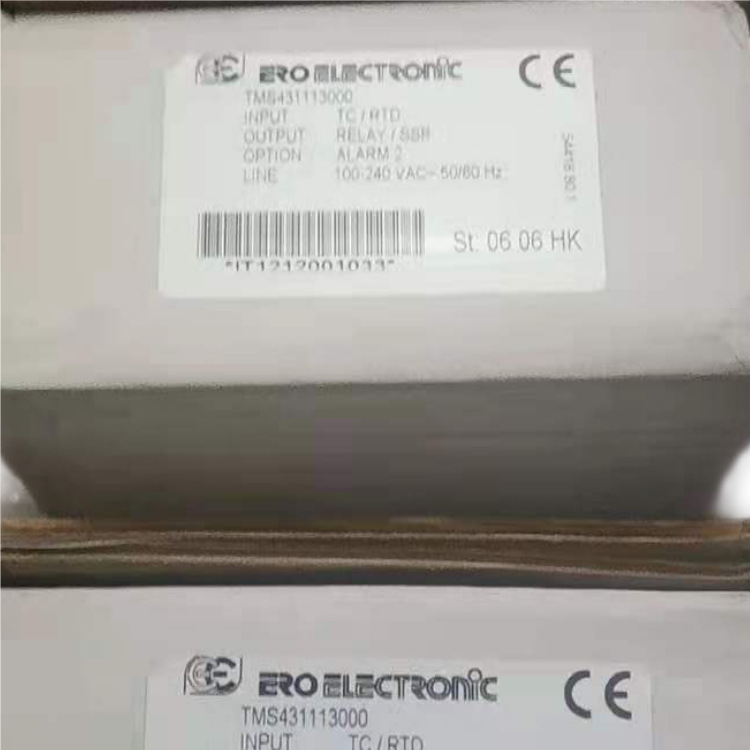 ERO ELECTRONIC CE
TMS431113000
INPUT TC / RTD
OUTPUT RELAY / SSR
OPTION ALARM 2
LINE 100-240 VAC~ 50/60 Hz
St. 06 06 HK
*IT1212001033*
ERO ELECTRONIC CE
TMS431113000
INPUT TC / RTD